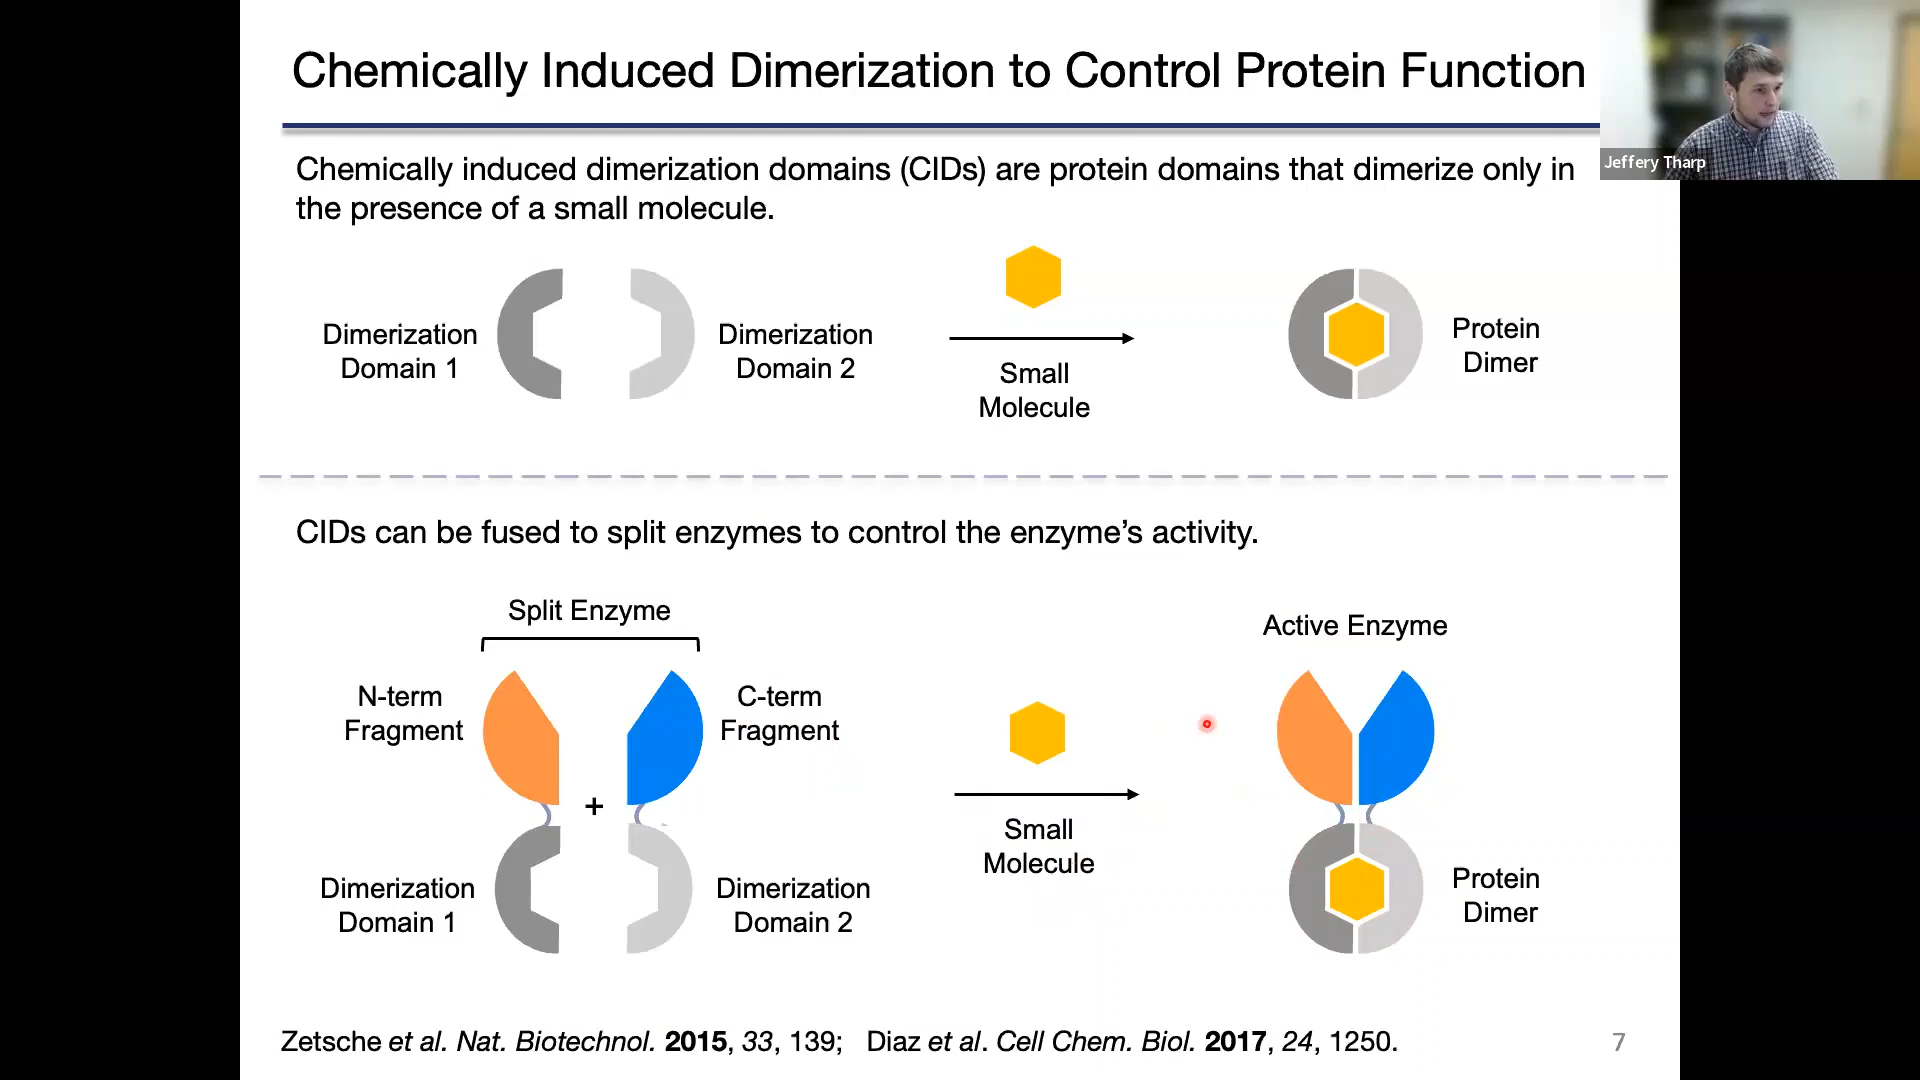 Chemically Induced Dimerization to Control Protein Function
Jeffery Tharp
Chemically induced dimerization domains (CIDs) are protein domains that dimerize only in
the presence of a small molecule.
Dimerization
Domain 1
Dimerization
Domain 2
Small
Molecule
Protein
Dimer
CIDs can be fused to split enzymes to control the enzyme’s activity.
Split Enzyme
Active Enzyme
N-term
Fragment
C-term
Fragment
+
Small
Molecule
Dimerization
Domain 1
Dimerization
Domain 2
Protein
Dimer
Zetsche et al. Nat. Biotechnol. 2015, 33, 139; Diaz et al. Cell Chem. Biol. 2017, 24, 1250.
7